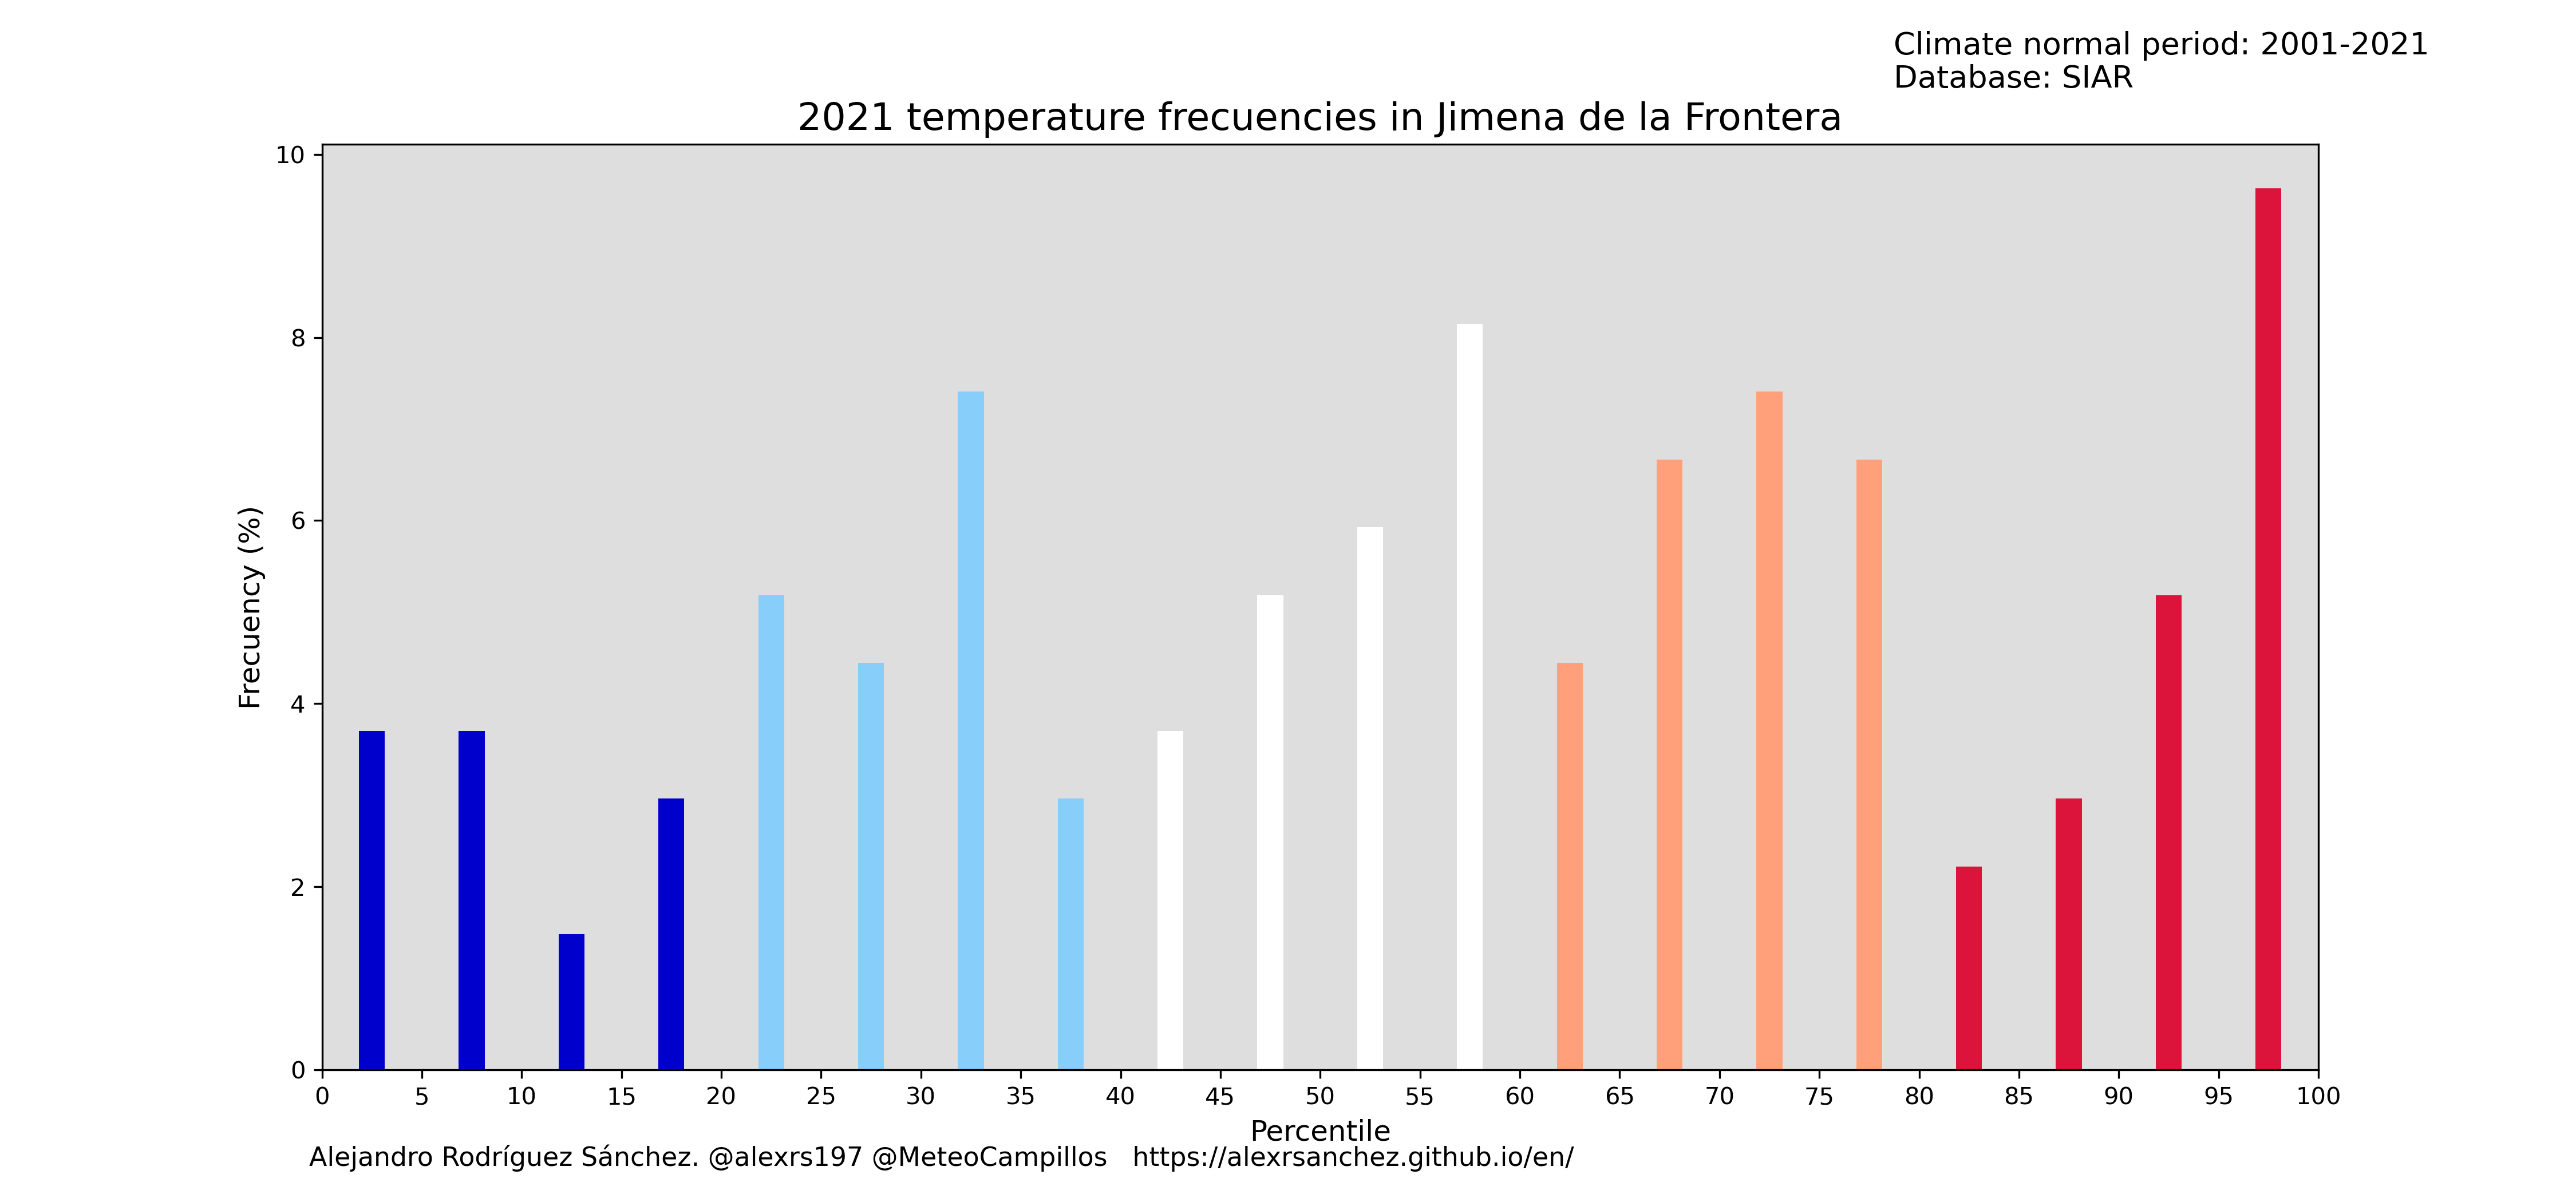 Climate normal period: 2001-2021
Database: SIAR
2021 temperature frecuencies in Jimena de la Frontera
Frecuency (%)
10
8
6
4
2
0
0 5 10 15 20 25 30 35 40 45 50 55 60 65 70 75 80 85 90 95 100
Percentile
Alejandro Rodríguez Sánchez. @alexrs197 @MeteoCampillos https://alexrsanchez.github.io/en/